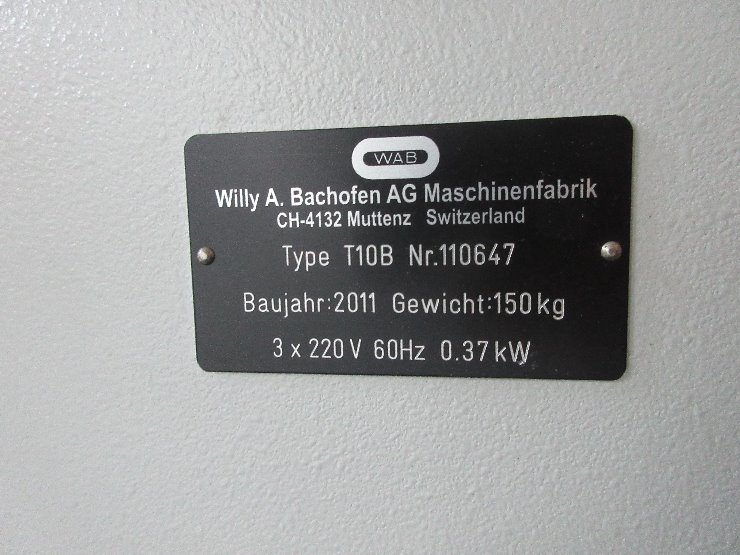 WAB
Willy A. Bachofen AG Maschinenfabrik
CH-4132 Muttenz Switzerland
Type T10B Nr.110647
Baujahr:2011 Gewicht:150kg
3 x 220V 60Hz 0.37kW